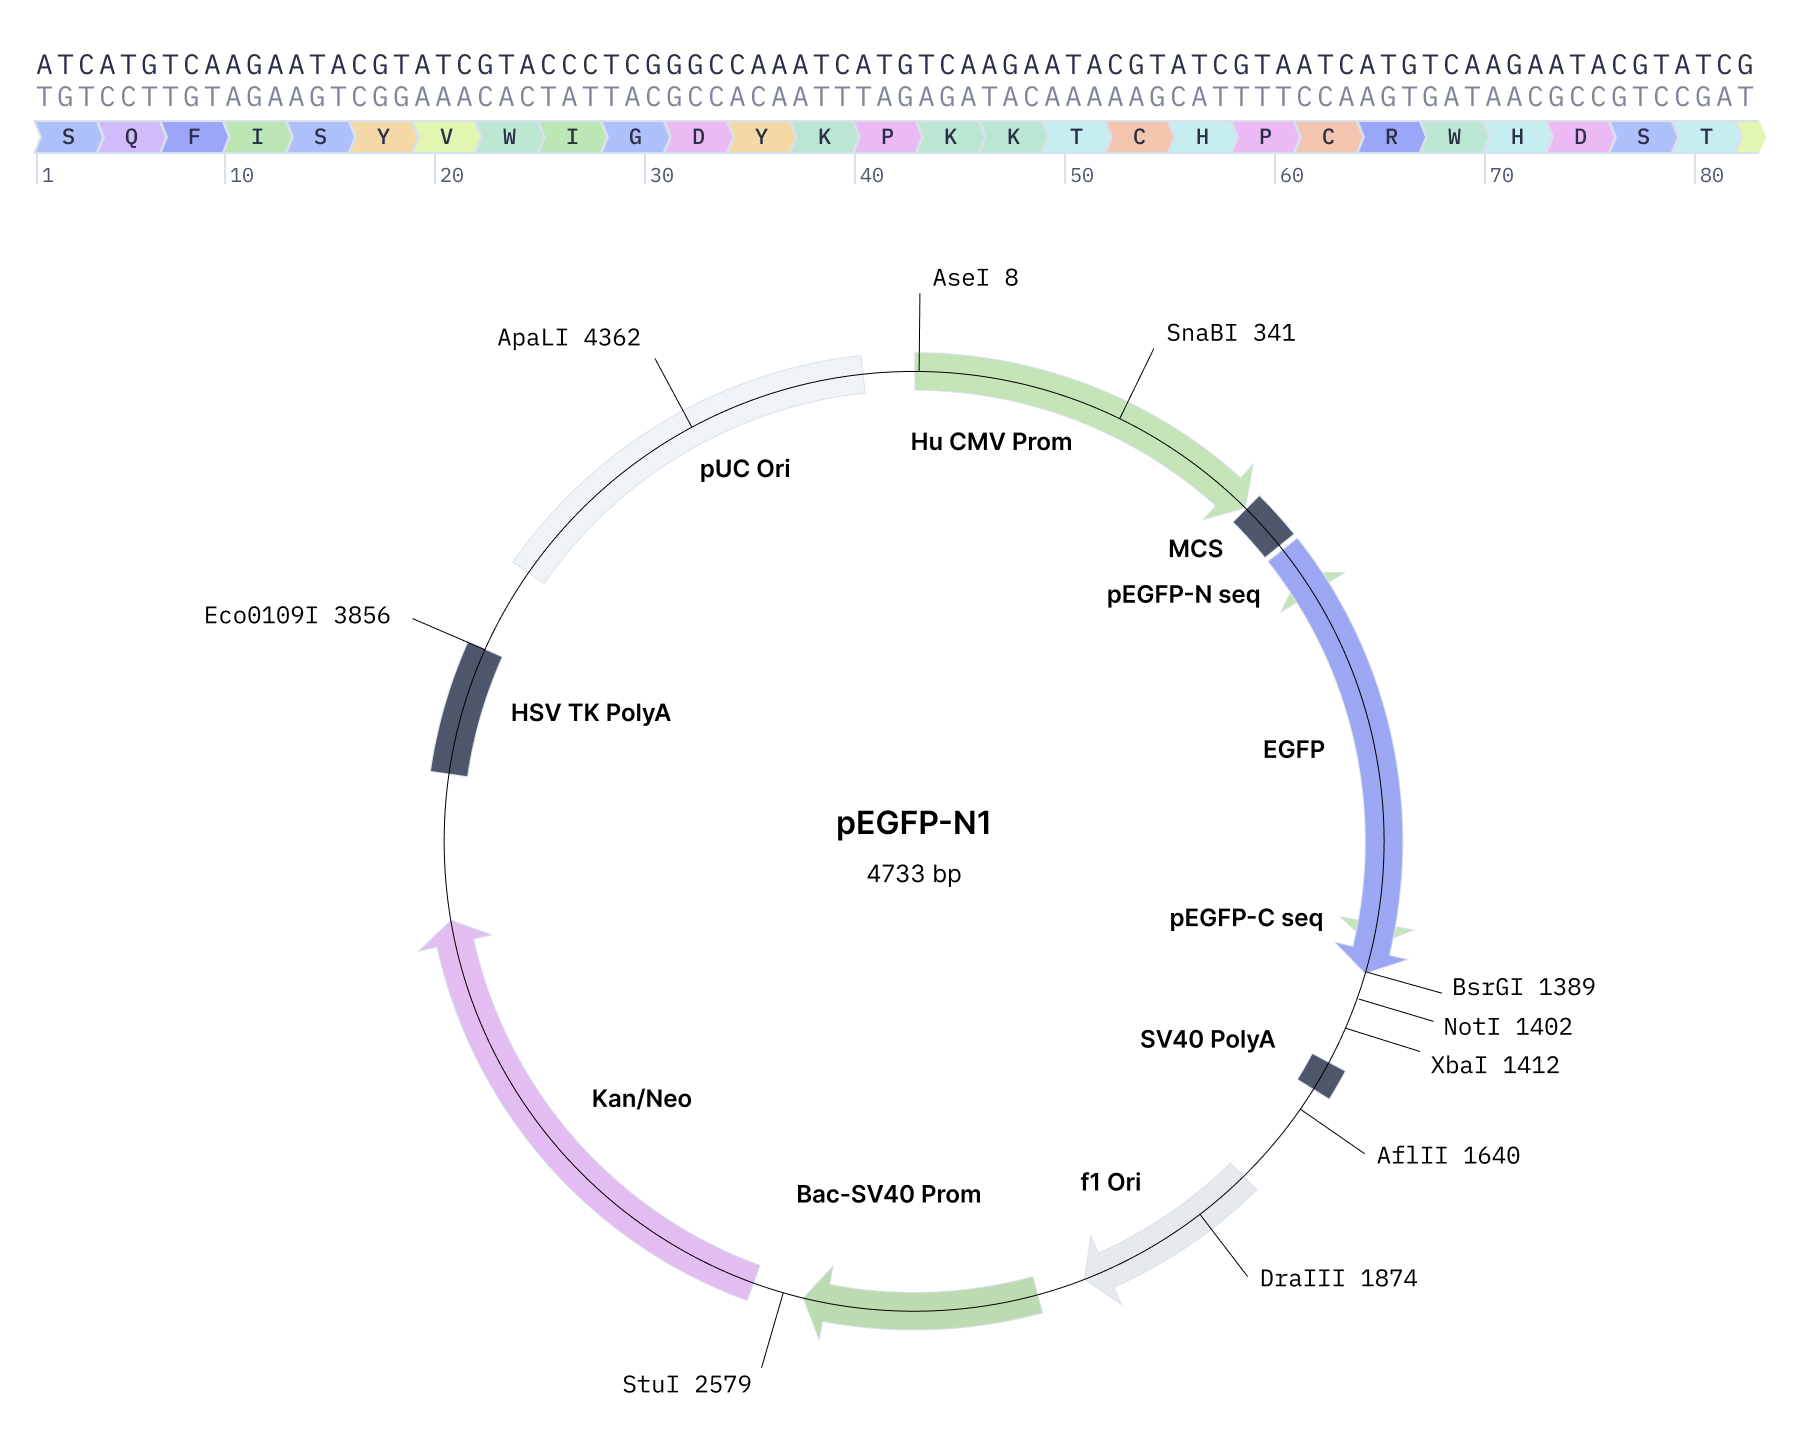 ATCATGTCAAGAATACGTATCGTACCCTCGGGCCAAATCATGTCAAGAATACGTATCGTAATCATGTCAAGAATACGTATCG
TGTCCTTGTAGAAGTCGGAAACACTATTACGCCACAATTTAGAGATACAAAAAGCATTTTCCAAGTGATAACGCCGTCCGAT
S Q F I S Y V W I G D Y K P K K T C H P C R W H D S T
1 10 20 30 40 50 60 70 80
AseI 8
SnaBI 341
ApaLI 4362
Hu CMV Prom
pUC Ori
MCS
pEGFP-N seq
Eco0109I 3856
HSV TK PolyA
EGFP
pEGFP-N1
4733 bp
pEGFP-C seq
BsrGI 1389
NotI 1402
SV40 PolyA
XbaI 1412
Kan/Neo
AflII 1640
f1 Ori
Bac-SV40 Prom
DraIII 1874
StuI 2579